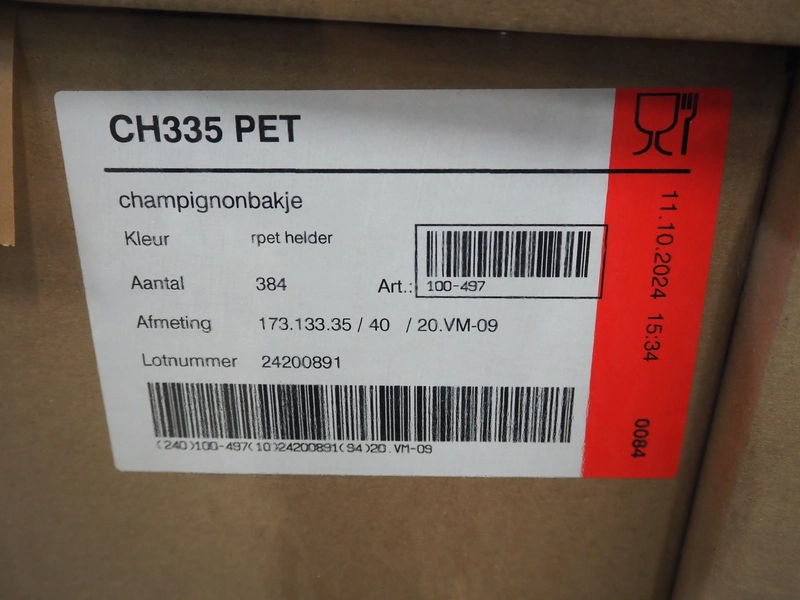 CH335 PET
champignonbakje
Kleur rpet helder
Aantal 384 Art.: 100-497
Afmeting 173.133.35 / 40 / 20.VM-09
Lotnummer 24200891
(240)100-497(10)24200891(94)20.VM-09
11.10.2024 15:34 0084